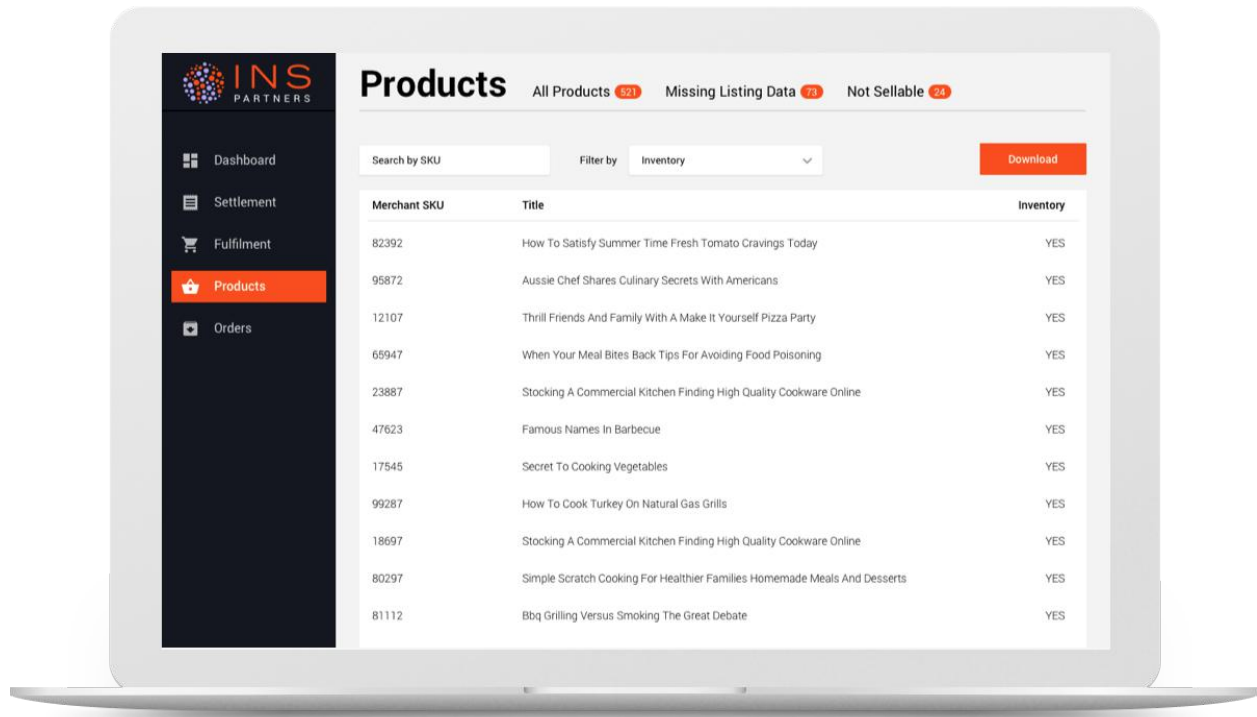 INS
PARTNERS
Dashboard
Settlement
Fulfilment
Products
Orders
Products All Products 521 Missing Listing Data 73 Not Sellable 24
Search by SKU Filter by Inventory Download
Merchant SKU Title Inventory
82392 How To Satisfy Summer Time Fresh Tomato Cravings Today YES
95872 Aussie Chef Shares Culinary Secrets With Americans YES
12107 Thrill Friends And Family With A Make It Yourself Pizza Party YES
65947 When Your Meal Bites Back Tips For Avoiding Food Poisoning YES
23887 Stocking A Commercial Kitchen Finding High Quality Cookware Online YES
47623 Famous Names In Barbecue YES
17545 Secret To Cooking Vegetables YES
99287 How To Cook Turkey On Natural Gas Grills YES
18697 Stocking A Commercial Kitchen Finding High Quality Cookware Online YES
80297 Simple Scratch Cooking For Healthier Families Homemade Meals And Desserts YES
81112 Bbq Grilling Versus Smoking The Great Debate YES